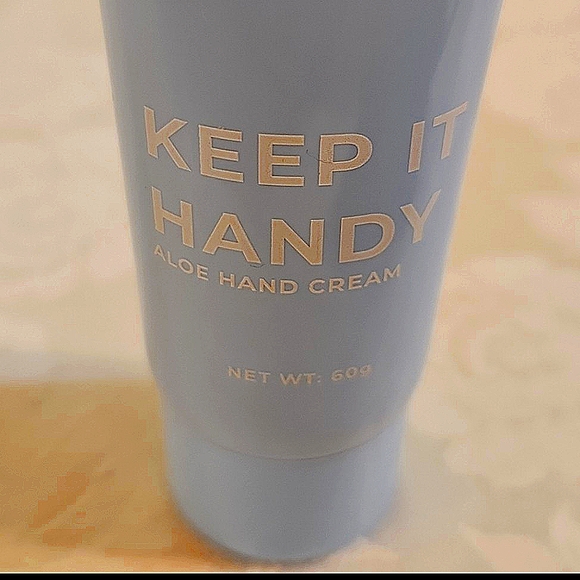 KEEP IT
HANDY
ALOE HAND CREAM
NET WT: 60g